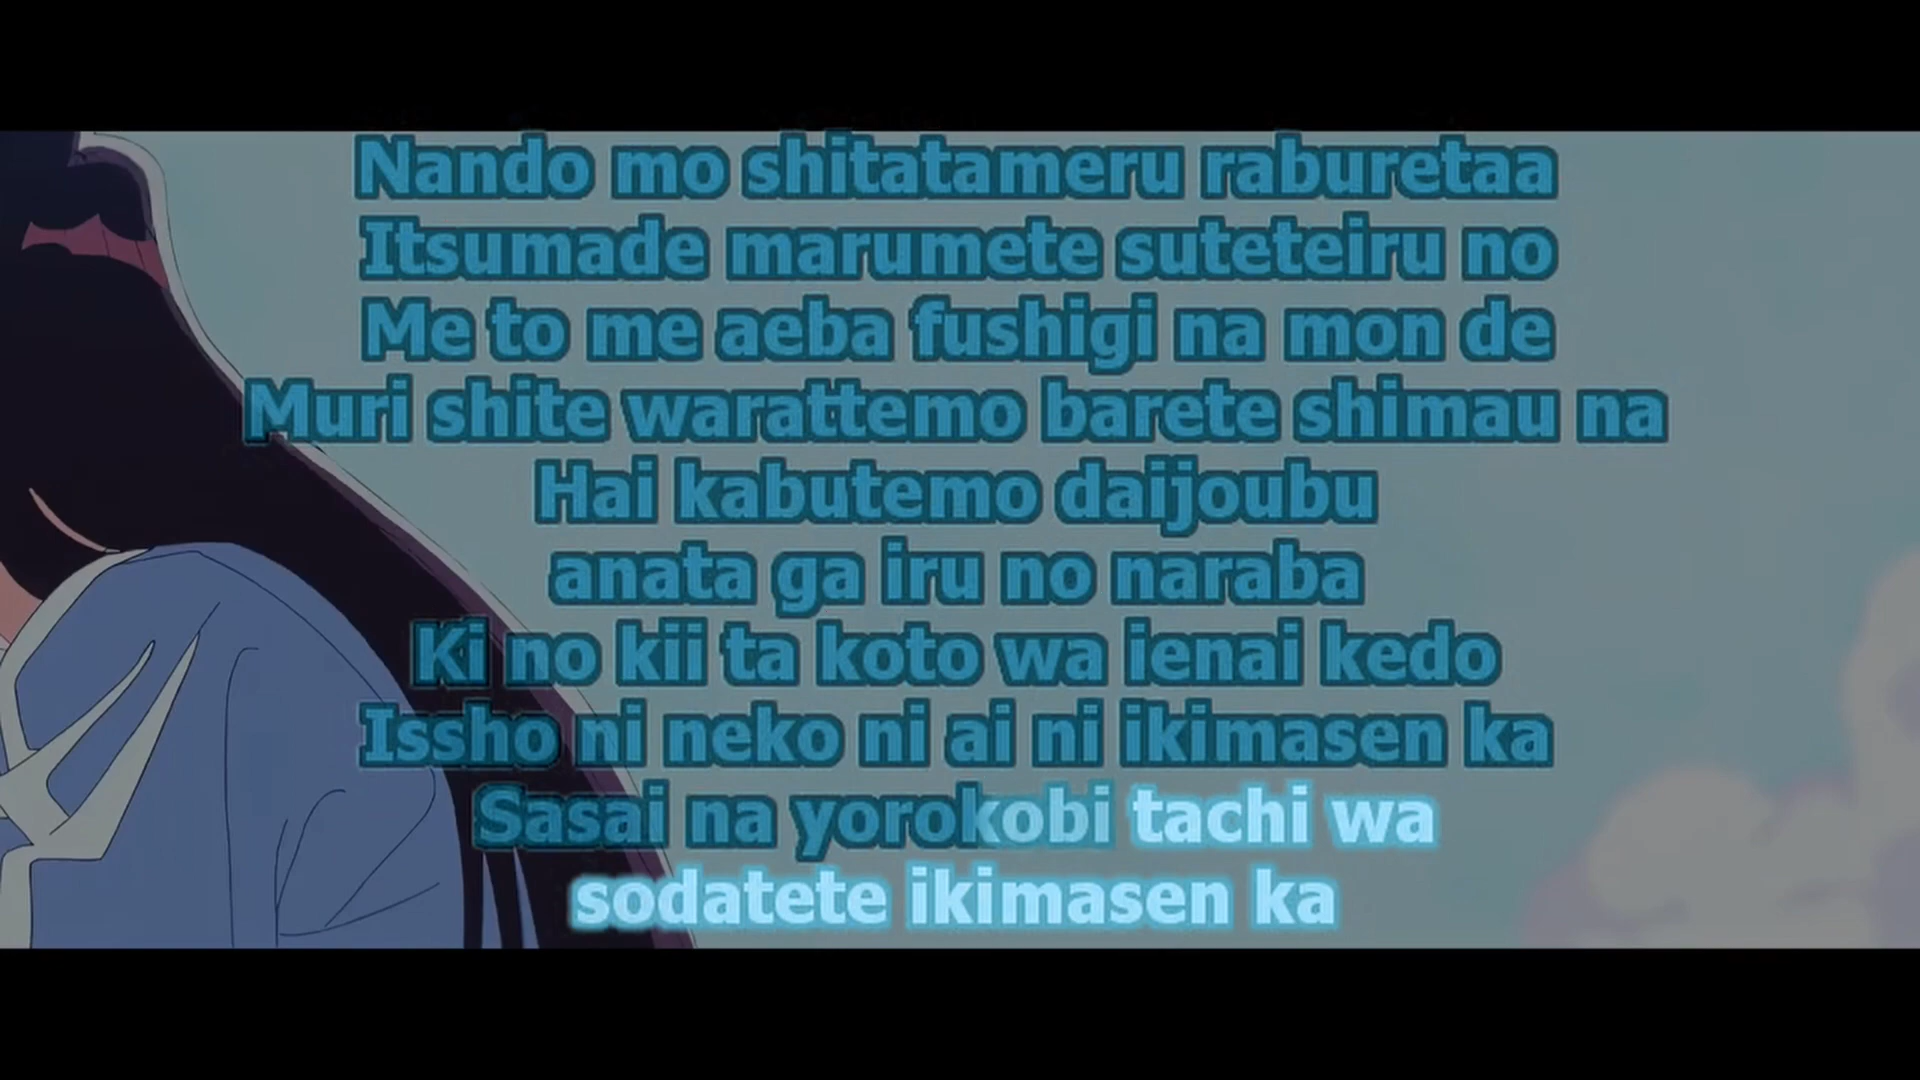 Nando mo shitatameru raburetaa
Itsumade marumete suteteiru no
Me to me aeba fushigi na mon de
Muri shite warattemo barete shimau na
Hai kabutemo daijoubu
anata ga iru no naraba
Ki no kii ta koto wa ienai kedo
Issho ni neko ni ai ni ikimasen ka
Sasai na yorokobi tachi wa
sodatete ikimasen ka